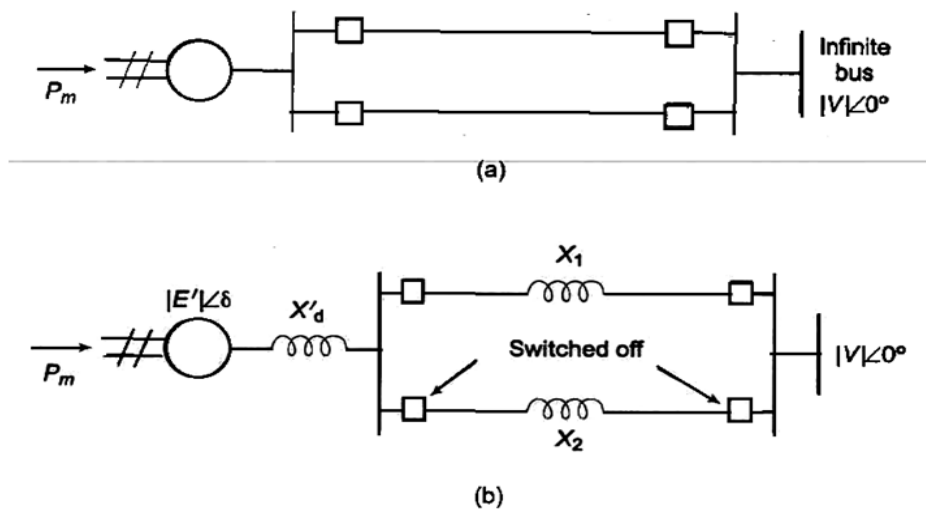 Infinite
bus
|V|∠0°
P_m
(a)
X_1
|E′|∠δ
X′_d
Switched off
|V|∠0°
P_m
X_2
(b)